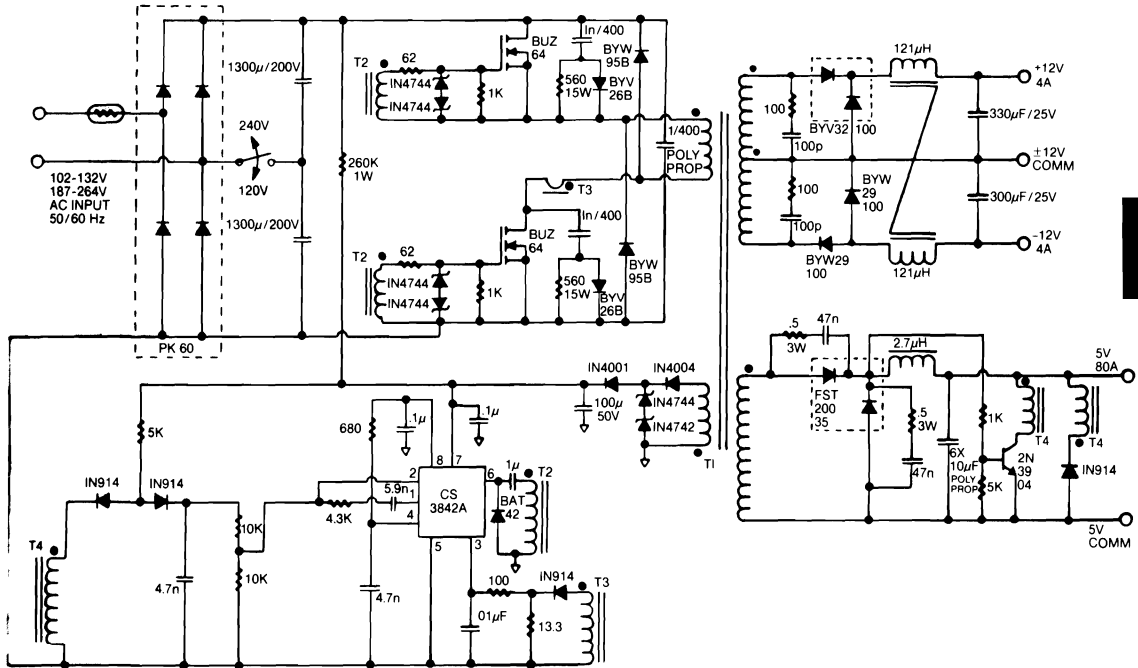 1300µ/200V
240V
120V
102-132V
187-264V
AC INPUT
50/60 Hz
1300µ/200V
PK 60
260K
1W
T2
62
IN4744
IN4744
1K
BUZ
64
In/400
560
15W
BYV
26B
BYW
95B
1/400
POLY
PROP
T3
T2
62
IN4744
IN4744
1K
BUZ
64
In/400
560
15W
BYV
26B
BYW
95B
121µH
+12V
4A
100
100p
BYV32 100
330µF/25V
±12V
COMM
100
100p
BYW
29
100
300µF/25V
BYW29
100
121µH
-12V
4A
.5
3W
47n
2.7µH
5V
80A
FST
200
35
.5
3W
47n
6X
10µF
POLY
PROP
1K
5K
2N
39
04
T4
T4
IN914
5V
COMM
IN4001
IN4004
IN4744
IN4742
100µ
50V
T1
5K
680
.1µ
.1µ
IN914
IN914
4.7n
10K
10K
T4
4.3K
5.9n
4.7n
8
7
2
1
4
6
5
3
CS
3842A
1µ
T2
BAT
42
100
IN914
T3
01µF
13.3